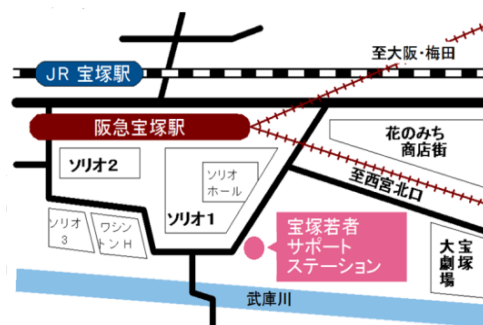 至大阪・梅田
JR 宝塚駅
阪急宝塚駅
花のみち
商店街
ソリオ2
ソリオ
ホール
至西宮北口
ソリオ1
ソリオ
3
ワシン
トンH
宝塚若者
サポート
ステーション
宝塚
大劇場
武庫川